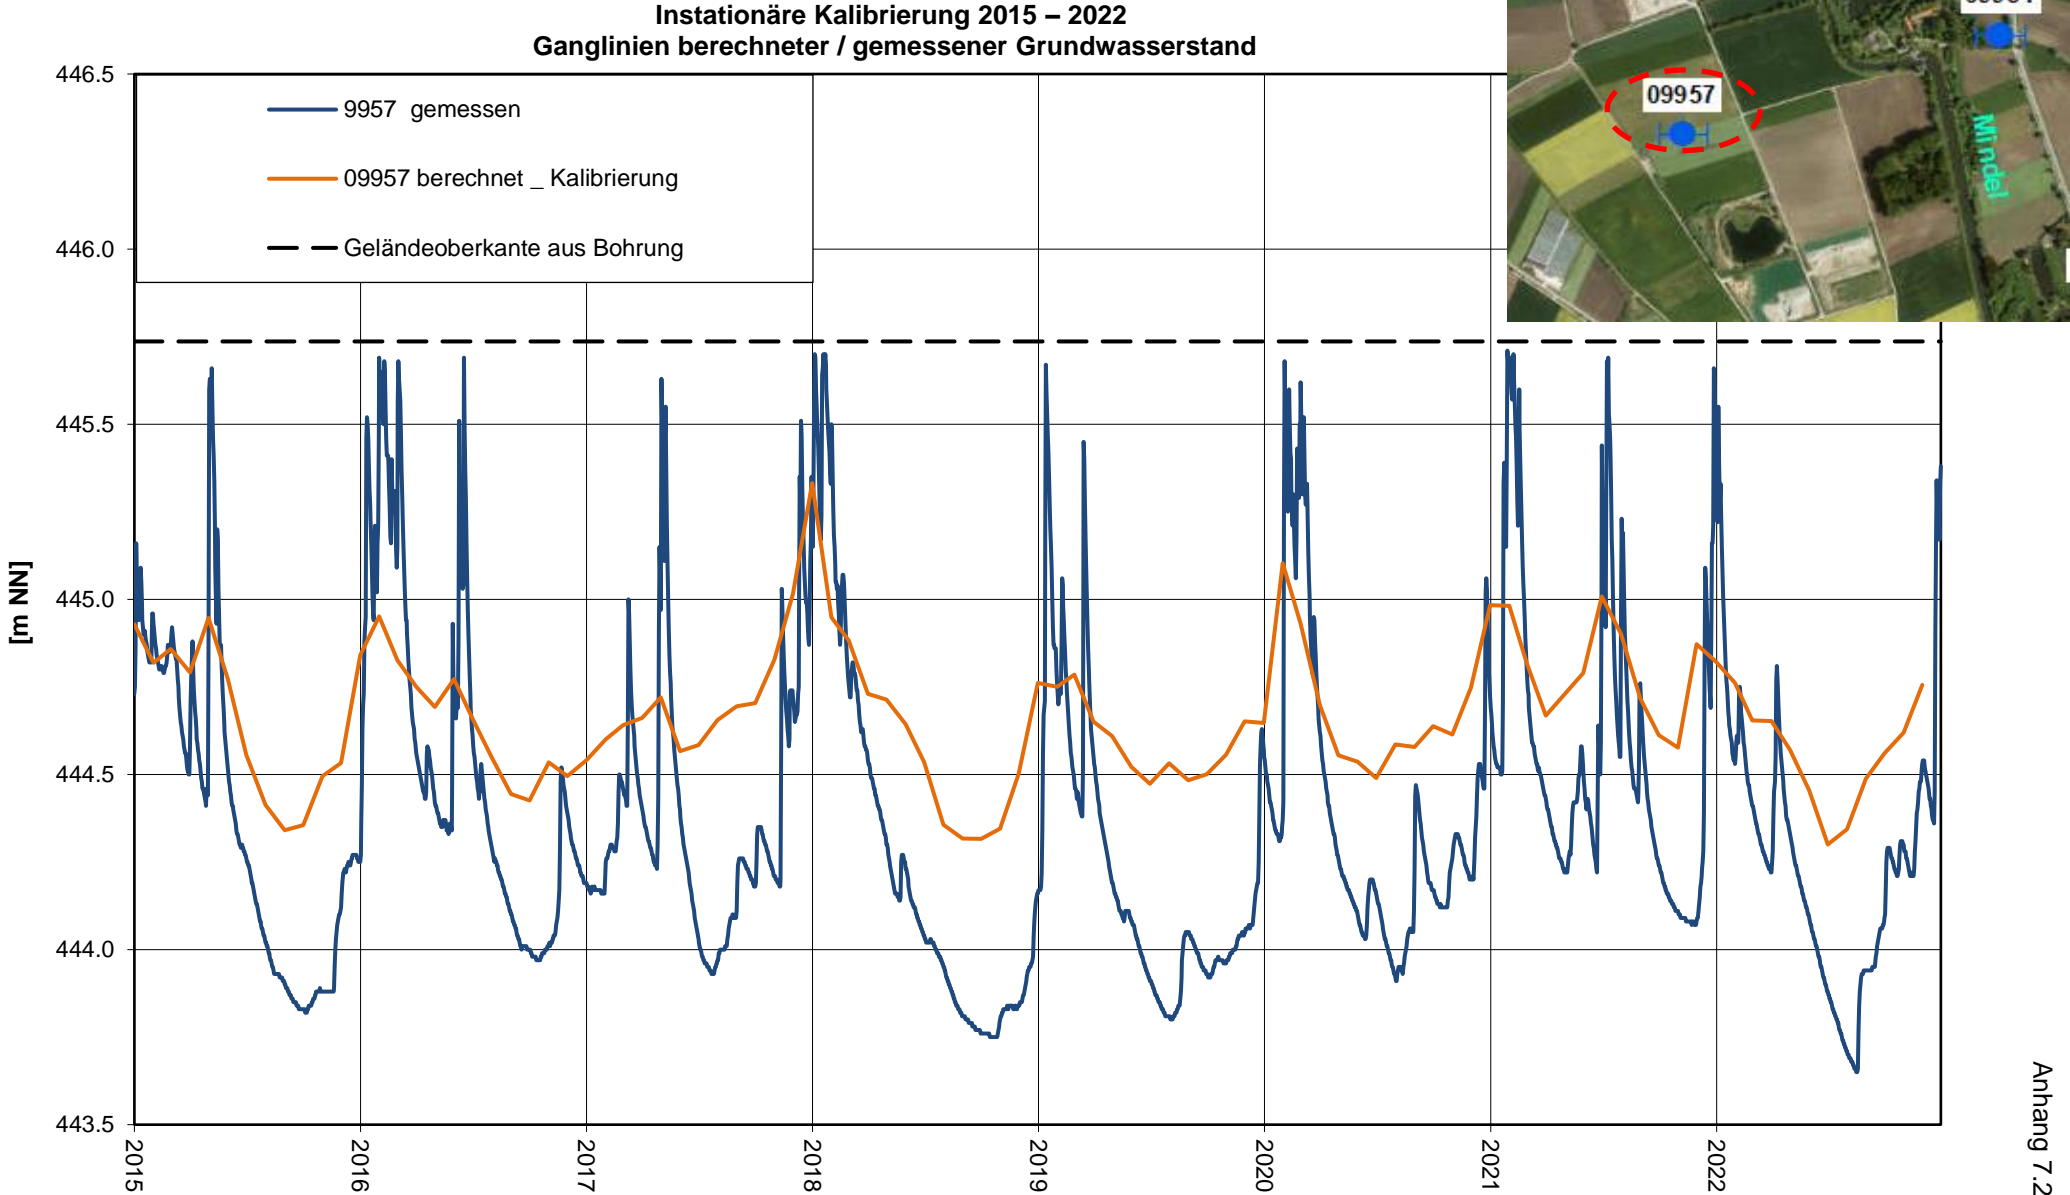 Instationäre Kalibrierung 2015 – 2022
Ganglinien berechneter / gemessener Grundwasserstand
446.5
446.0
445.5
445.0
444.5
444.0
443.5
[m NN]
9957 gemessen
09957 berechnet _ Kalibrierung
Geländeoberkante aus Bohrung
09957
Mindel
2015
2016
2017
2018
2019
2020
2021
2022
Anhang 7.2